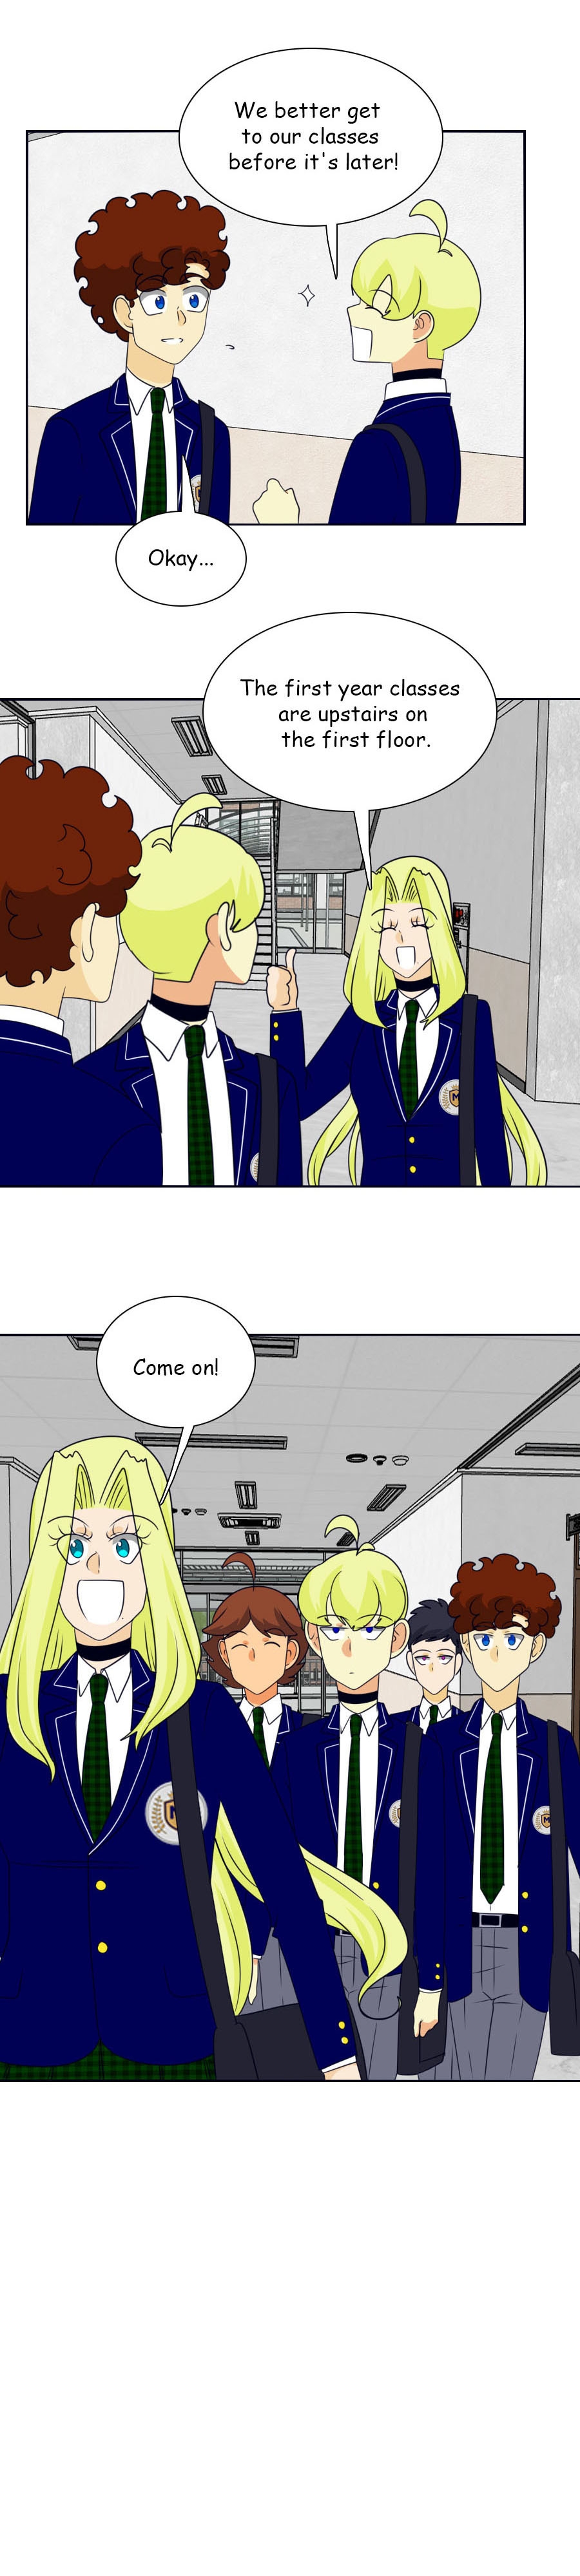 We better get
to our classes
before it's later!
Okay...
The first year classes
are upstairs on
the first floor.
M
Come on!
M